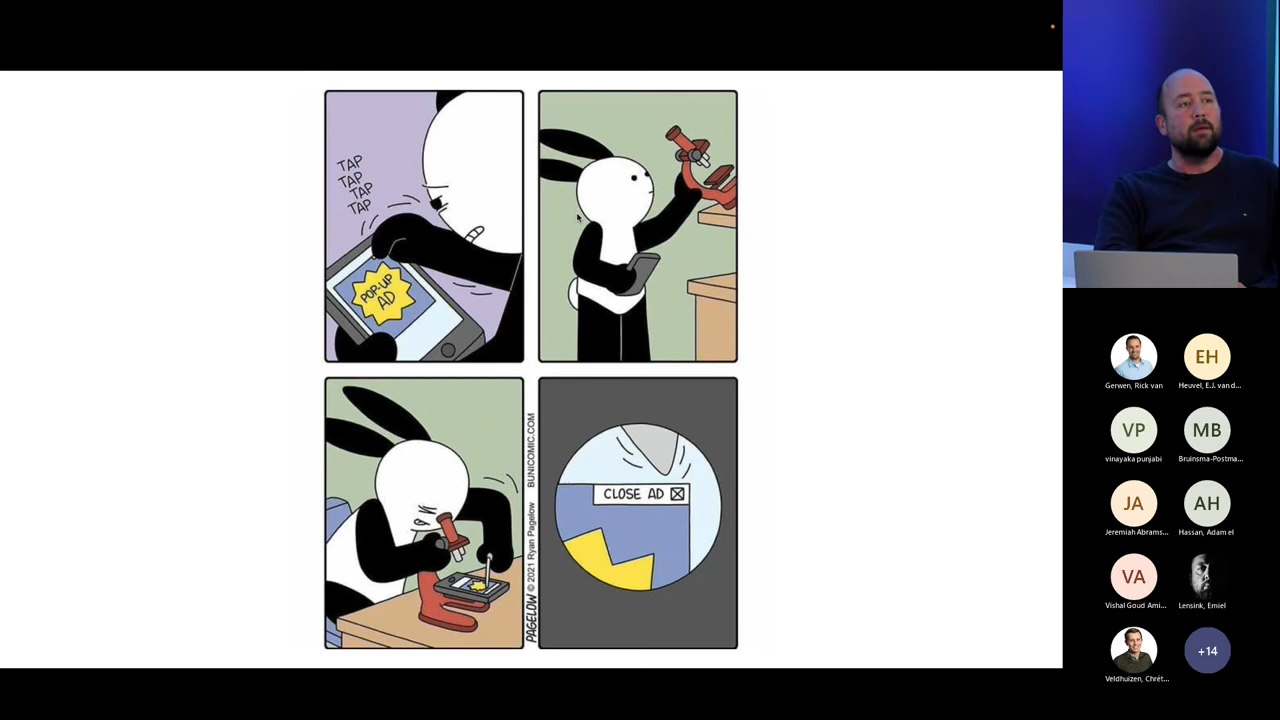 TAP
TAP
TAP
TAP
POP-UP
AD
PAGELOW © 2021 Ryan Pagelow BUNICOMIC.COM
CLOSE AD
Gerwen, Rick van
EH
Heuvel, E.J. van d...
VP
vinayaka punjabi
MB
Bruinsma-Postma...
JA
Jeremiah Abrams...
AH
Hassan, Adam el
VA
Vishal Goud Ami...
Lensink, Emiel
Veldhuizen, Chrét...
+14